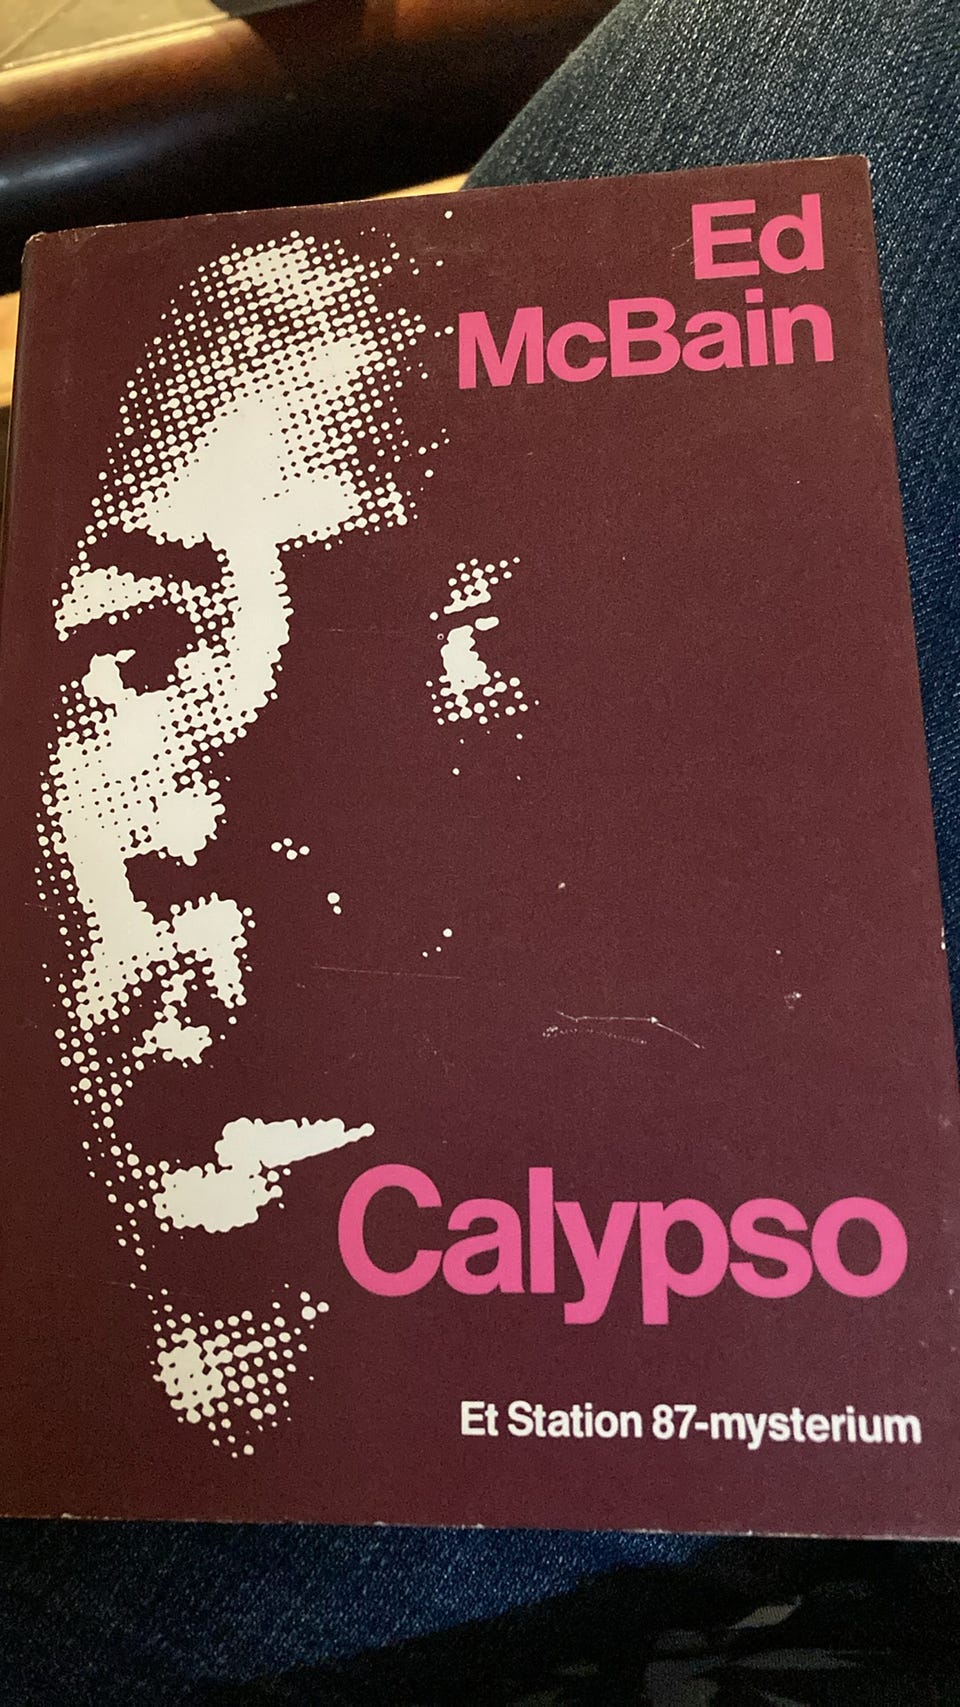 Ed
McBain
Calypso
Et Station 87-mysterium